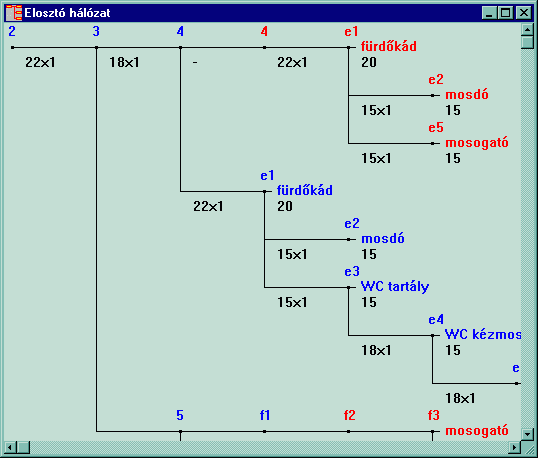 Elosztó hálózat
2 3 4 4 e1
fürdőkád
22x1 18x1 - 22x1 20
e2
mosdó
15x1 15
e5
mosogató
15x1 15
e1
fürdőkád
22x1 20
e2
mosdó
15x1 15
e3
WC tartály
15x1 15
e4
WC kézmos
18x1 15
e
18x1
5 f1 f2 f3
mosogató